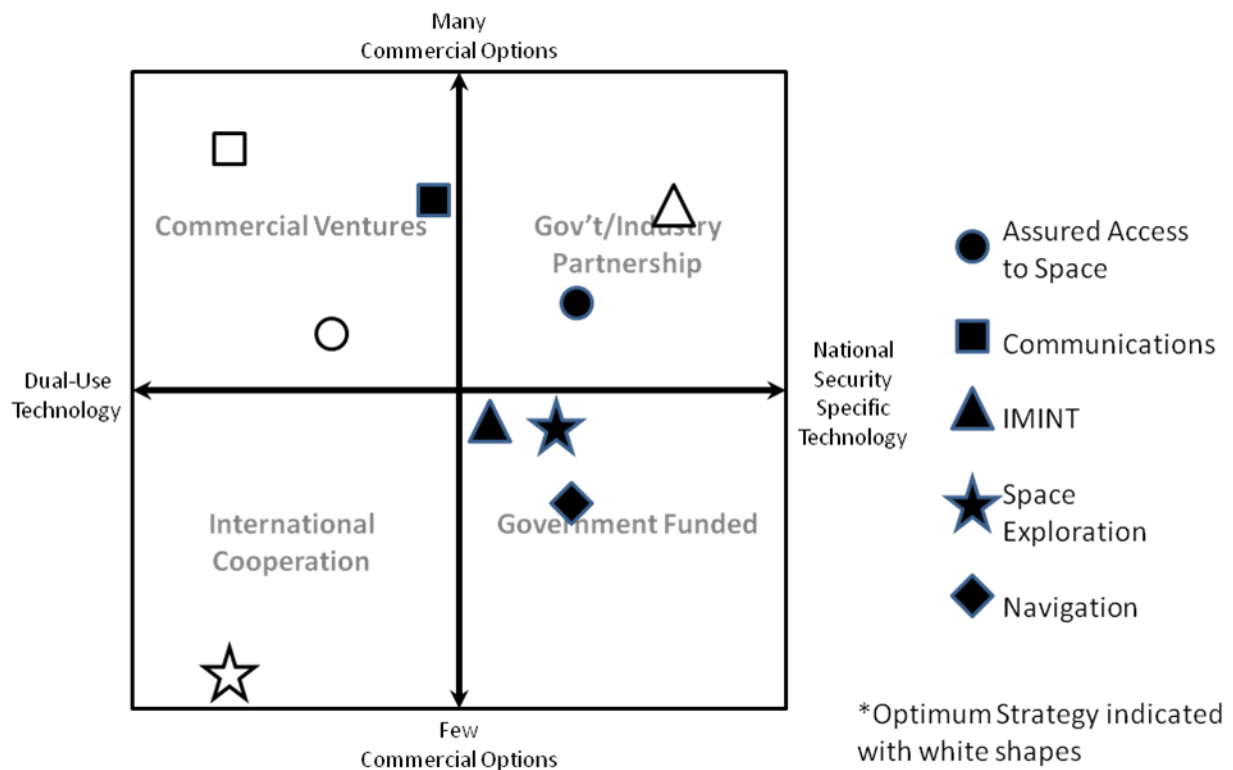 Many
Commercial Options
Commercial Ventures
Gov't/Industry
Partnership
Dual-Use
Technology
National
Security
Specific
Technology
International
Cooperation
Government Funded
Few
Commercial Options
Assured Access
to Space
Communications
IMINT
Space
Exploration
Navigation
*Optimum Strategy indicated
with white shapes